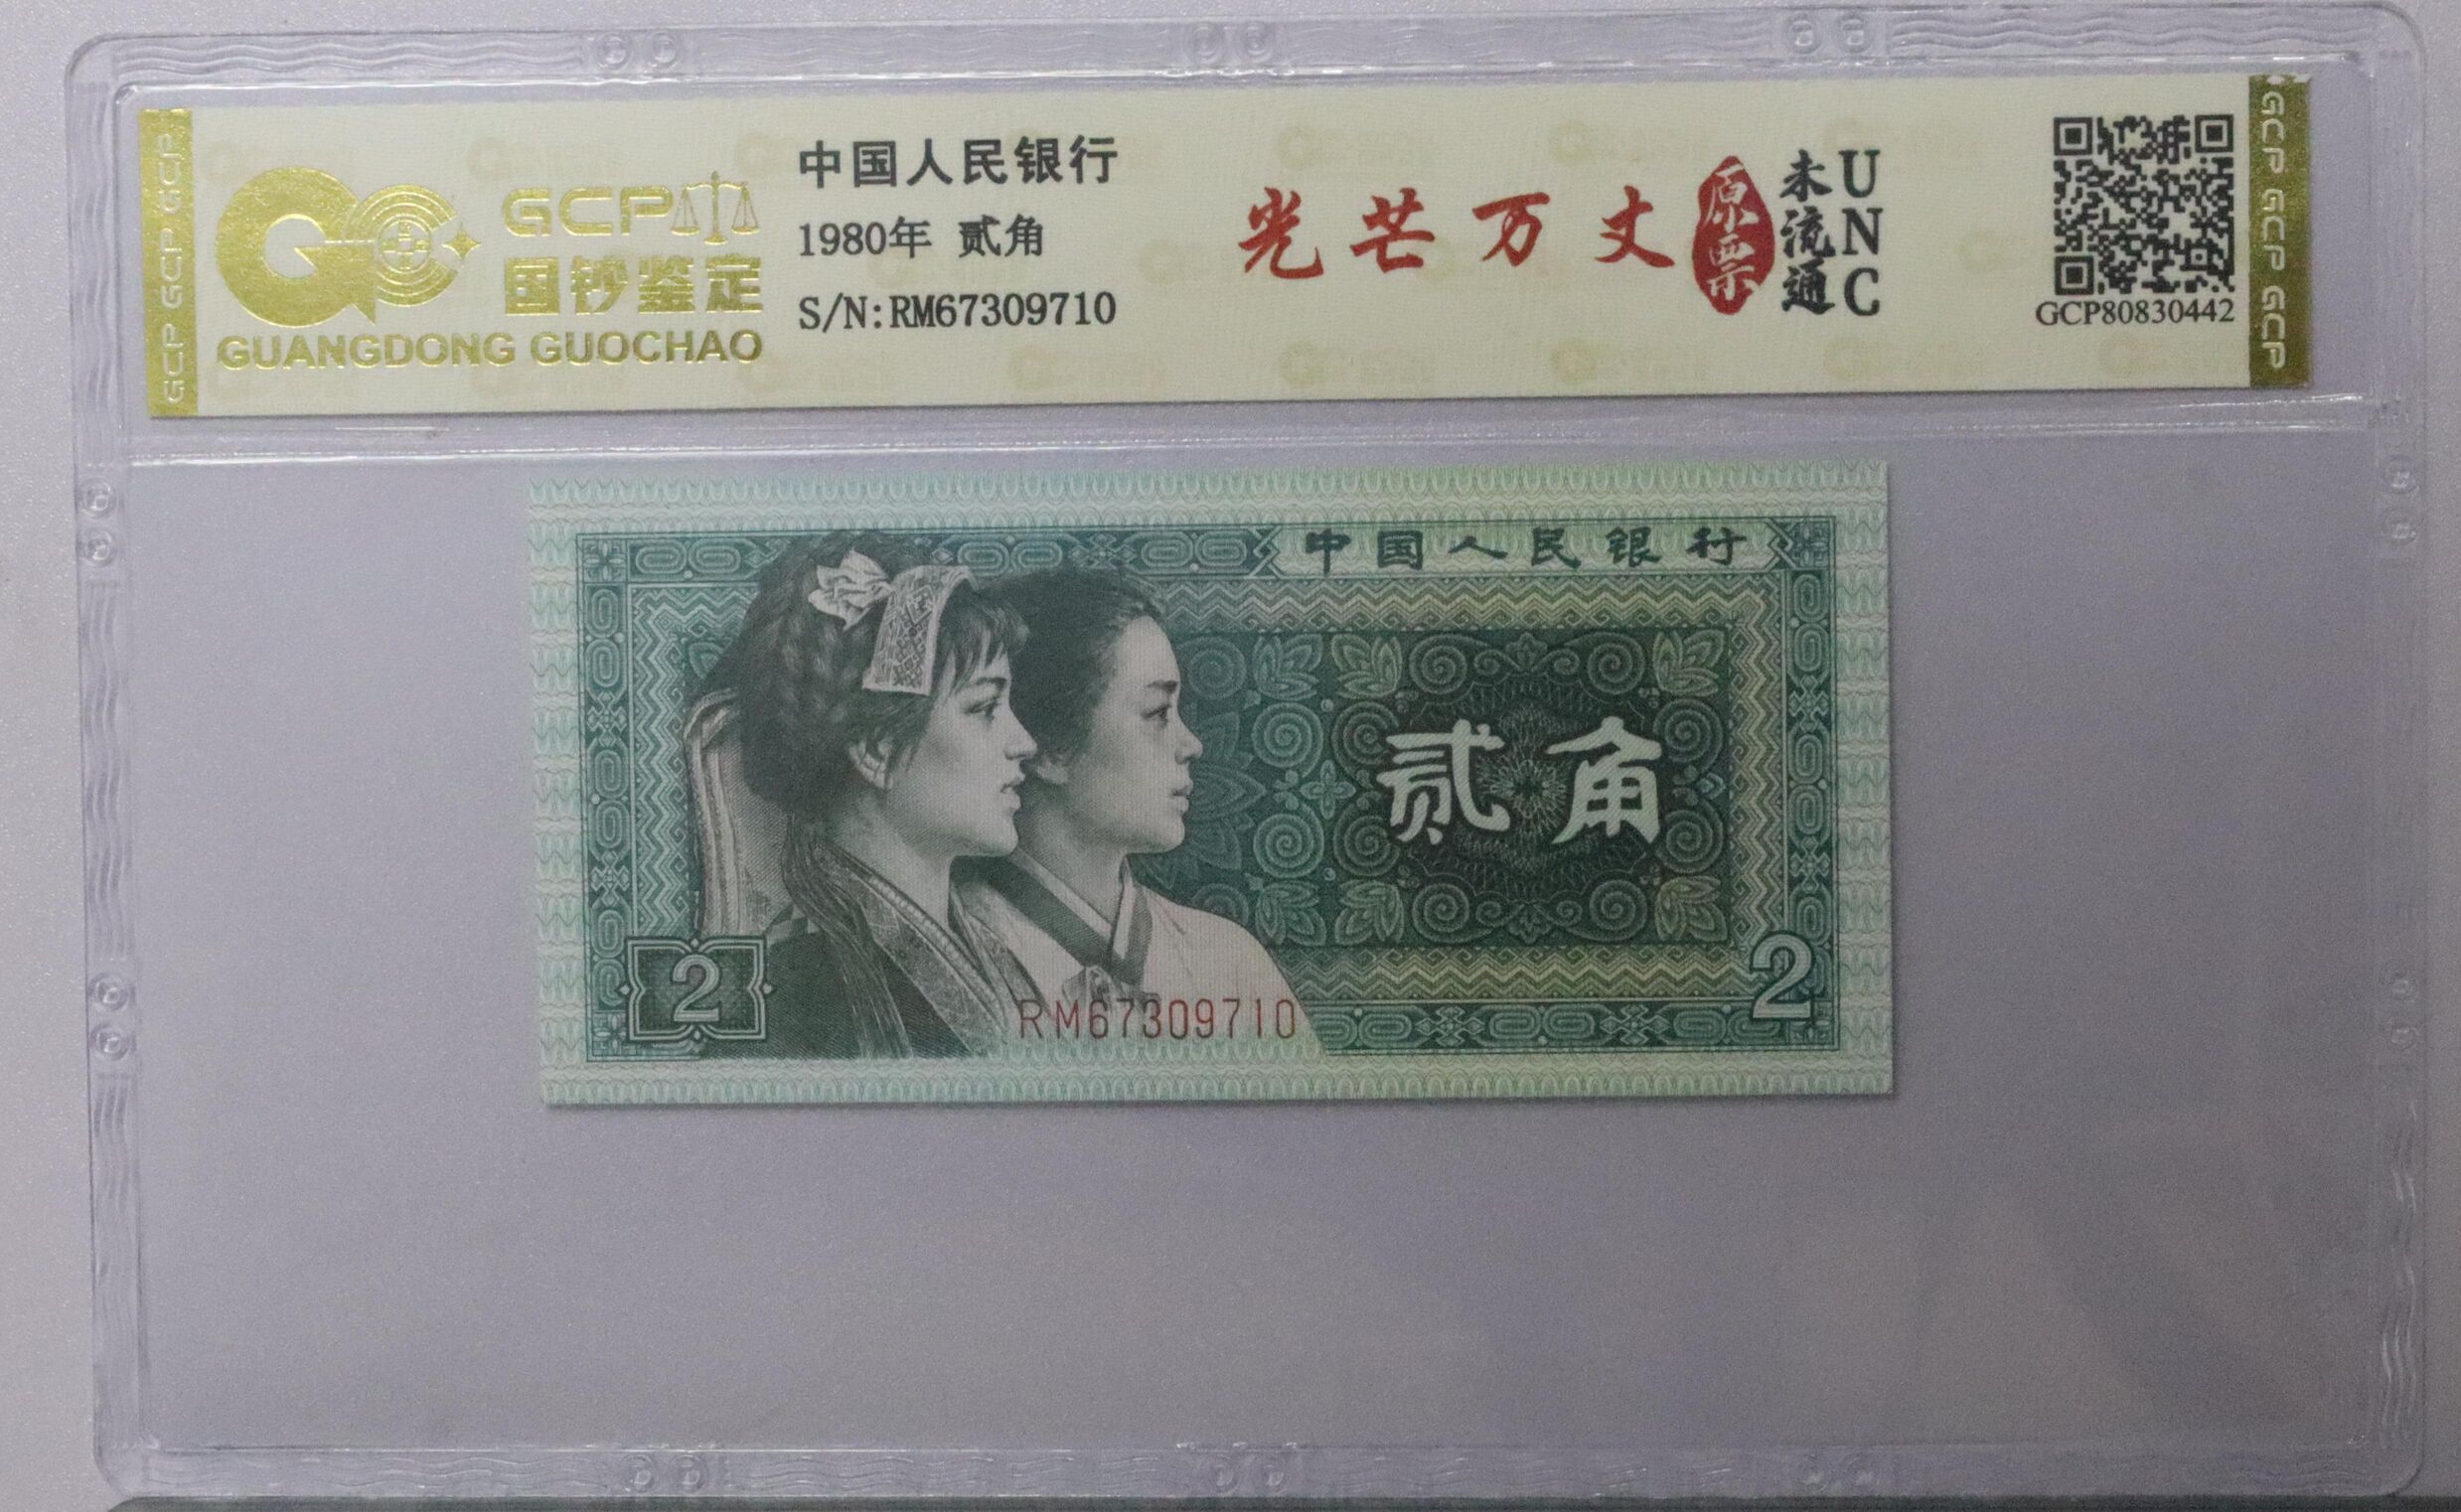 GCP
国钞鉴定
GUANGDONG GUOCHAO
中国人民银行
1980年 贰角
S/N:RM67309710
光芒万丈
原票
未流通
UNC
GCP80830442
GCP GCP GCP
GCP GCP GCP
中国人民银行
贰角
2
2
RM67309710